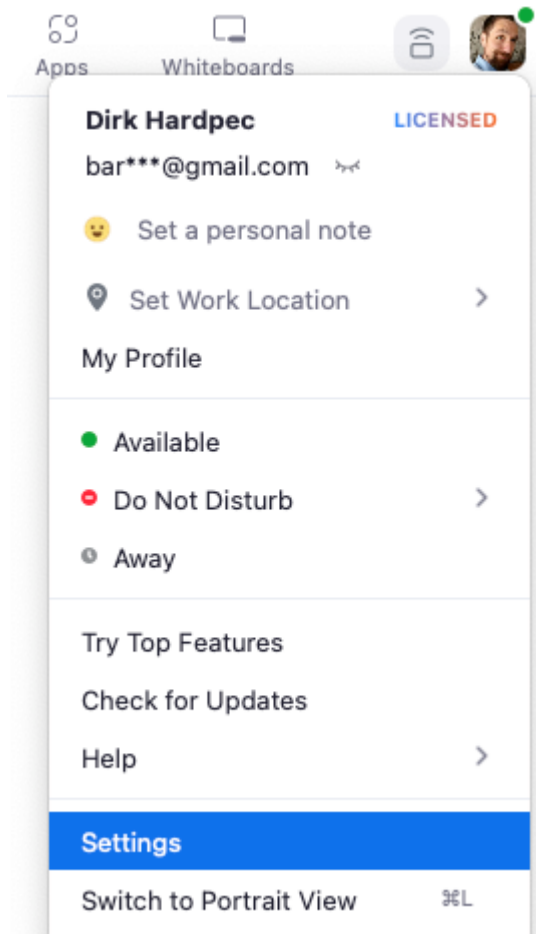 Apps Whiteboards
Dirk Hardpec LICENSED
bar***@gmail.com
Set a personal note
Set Work Location
My Profile
Available
Do Not Disturb
Away
Try Top Features
Check for Updates
Help
Settings
Switch to Portrait View ⌘L